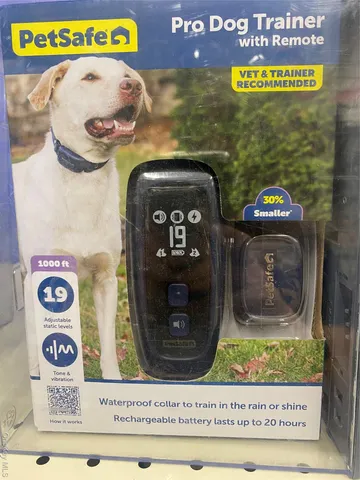 PetSafe
Pro Dog Trainer
with Remote
VET & TRAINER
RECOMMENDED
30%
Smaller*
19
PetSafe
PetSafe
1000 ft
19
Adjustable
static levels
Tone &
vibration
How it works
Waterproof collar to train in the rain or shine
Rechargeable battery lasts up to 20 hours
MLS